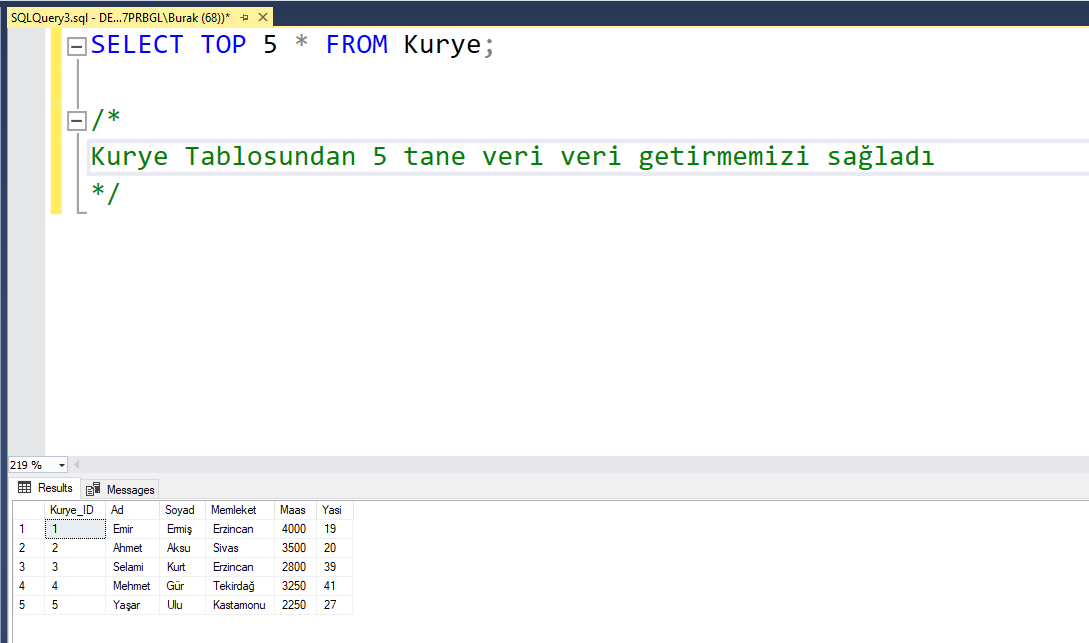 SQLQuery3.sql - DE...7PRBGL\Burak (68))*
SELECT TOP 5 * FROM Kurye;
/*
Kurye Tablosundan 5 tane veri veri getirmemizi sağladı
*/
219 %
Results Messages
Kurye_ID Ad Soyad Memleket Maas Yasi
1 1 Emir Ermiş Erzincan 4000 19
2 2 Ahmet Aksu Sivas 3500 20
3 3 Selami Kurt Erzincan 2800 39
4 4 Mehmet Gür Tekirdağ 3250 41
5 5 Yaşar Ulu Kastamonu 2250 27